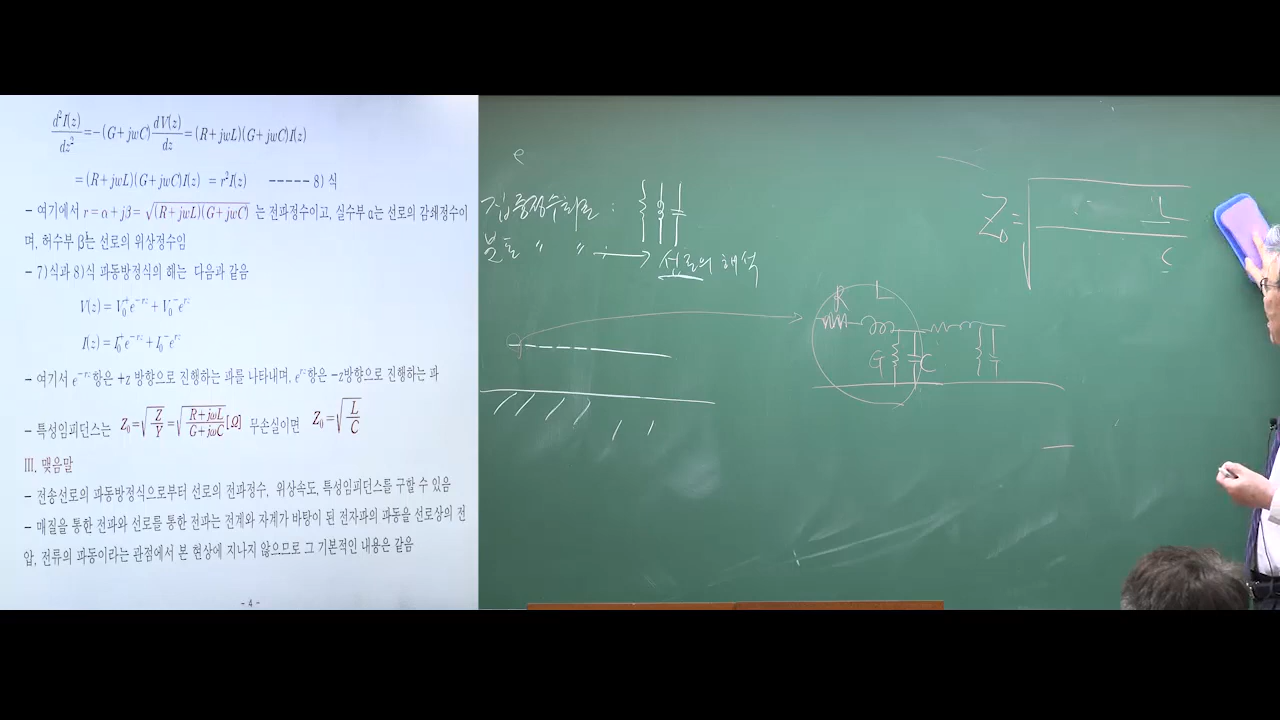 d²I(z)/dz² = -(G+jwC) dV(z)/dz = (R+jwL)(G+jwC)I(z)
= (R+jwL)(G+jwC)I(z) = r²I(z) ----- 8) 식
- 여기에서 r = α + jβ = √(R+jwL)(G+jwC) 는 전파정수이고, 실수부 α는 선로의 감쇄정수이
며, 허수부 β는 선로의 위상정수임
- 7)식과 8)식 파동방정식의 해는 다음과 같음
V(z) = V₀⁺e⁻ʳᶻ + V₀⁻eʳᶻ
I(z) = I₀⁺e⁻ʳᶻ + I₀⁻eʳᶻ
- 여기서 e⁻ʳᶻ항은 +z 방향으로 진행하는 파를 나타내며, eʳᶻ항은 -z방향으로 진행하는 파
- 특성임피던스는 Z₀=√Z/Y=√(R+jωL)/(G+jωC)[Ω] 무손실이면 Z₀=√L/C
Ⅲ. 맺음말
- 전송선로의 파동방정식으로부터 선로의 전파정수, 위상속도, 특성임피던스를 구할 수 있음
- 매질을 통한 전파와 선로를 통한 전파는 전계와 자계가 바탕이 된 전자파의 파동을 선로상의 전
압, 전류의 파동이라는 관점에서 본 현상에 지나지 않으므로 그 기본적인 내용은 같음
- 4 -
e
집중정수회로 :
분포 〃 〃 : → 선로의 해석
R L
G C
Z₀ = √L/C